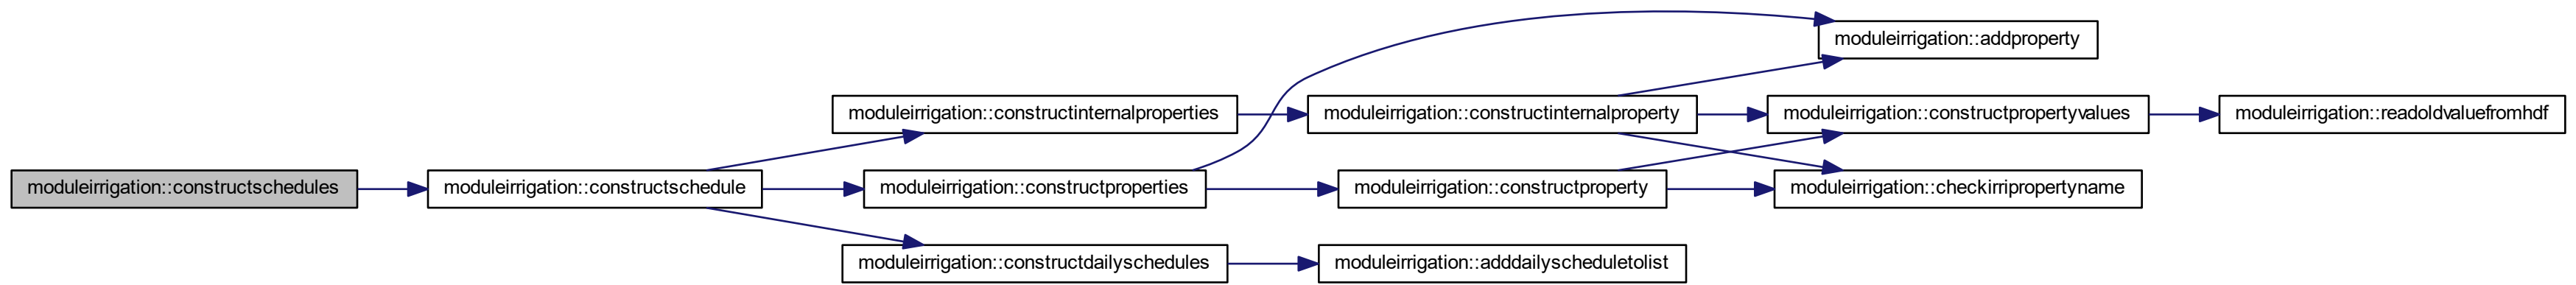 moduleirrigation::addproperty
moduleirrigation::constructinternalproperties
moduleirrigation::constructinternalproperty
moduleirrigation::constructpropertyvalues
moduleirrigation::readoldvaluefromhdf
moduleirrigation::constructschedules
moduleirrigation::constructschedule
moduleirrigation::constructproperties
moduleirrigation::constructproperty
moduleirrigation::checkirripropertyname
moduleirrigation::constructdailyschedules
moduleirrigation::adddailyscheduletolist